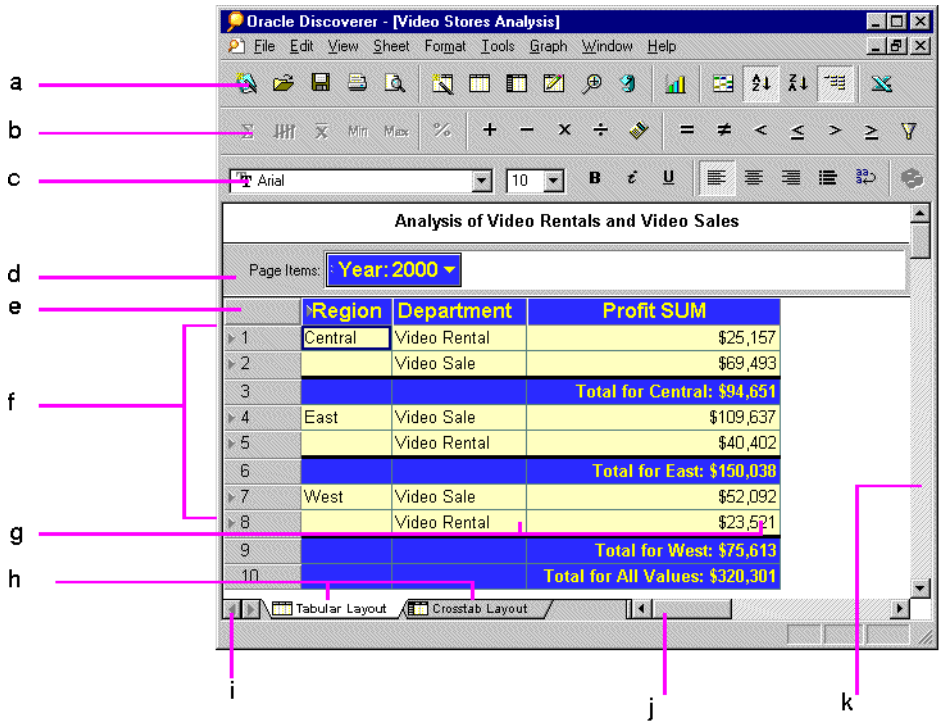 Oracle Discoverer - [Video Stores Analysis]
File Edit View Sheet Format Tools Graph Window Help
a
b
Σ x Min Max % + - × ÷ = ≠ < ≤ > ≥
c
Arial 10 B i U
Analysis of Video Rentals and Video Sales
d
Page Items: Year: 2000
e
Region Department Profit SUM
1 Central Video Rental $25,157
2 Video Sale $69,493
f
3 Total for Central: $94,651
4 East Video Sale $109,637
5 Video Rental $40,402
6 Total for East: $150,038
7 West Video Sale $52,092
g
8 Video Rental $23,521
9 Total for West: $75,613
h
10 Total for All Values: $320,301
Tabular Layout Crosstab Layout
i
j
k